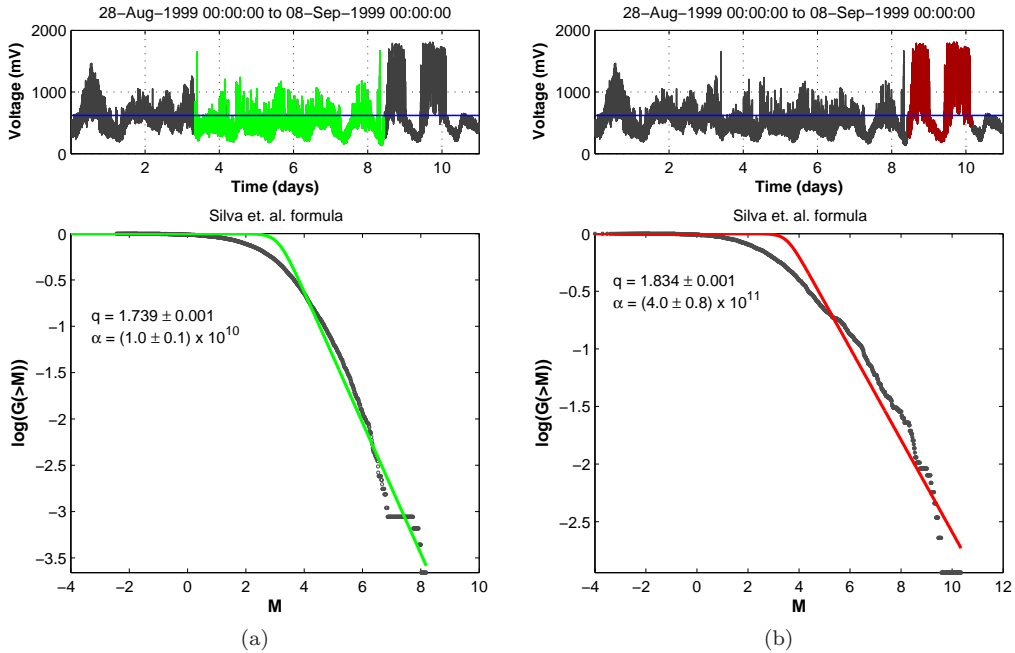 28−Aug−1999 00:00:00 to 08−Sep−1999 00:00:00
2000
1000
0
Voltage (mV)
2 4 6 8 10
Time (days)
Silva et. al. formula
0
−0.5
−1
−1.5
−2
−2.5
−3
−3.5
log(G(>M))
q = 1.739 ± 0.001
α = (1.0 ± 0.1) x 10^10
−4 −2 0 2 4 6 8 10
M
(a)
28−Aug−1999 00:00:00 to 08−Sep−1999 00:00:00
2000
1000
0
Voltage (mV)
2 4 6 8 10
Time (days)
Silva et. al. formula
0
−0.5
−1
−1.5
−2
−2.5
log(G(>M))
q = 1.834 ± 0.001
α = (4.0 ± 0.8) x 10^11
−4 −2 0 2 4 6 8 10 12
M
(b)